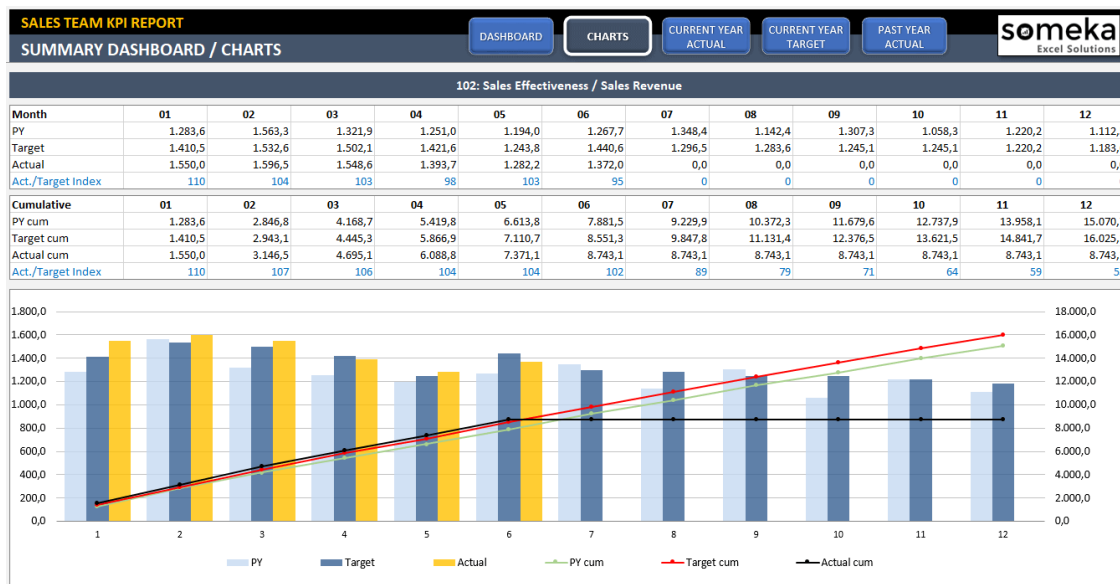 SALES TEAM KPI REPORT
SUMMARY DASHBOARD / CHARTS
DASHBOARD
CHARTS
CURRENT YEAR
ACTUAL
CURRENT YEAR
TARGET
PAST YEAR
ACTUAL
someka
Excel Solutions
102: Sales Effectiveness / Sales Revenue
Month 01 02 03 04 05 06 07 08 09 10 11 12
PY 1.283,6 1.563,3 1.321,9 1.251,0 1.194,0 1.267,7 1.348,4 1.142,4 1.307,3 1.058,3 1.220,2 1.112,
Target 1.410,5 1.532,6 1.502,1 1.421,6 1.243,8 1.440,6 1.296,5 1.283,6 1.245,1 1.245,1 1.220,2 1.183,
Actual 1.550,0 1.596,5 1.548,6 1.393,7 1.282,2 1.372,0 0,0 0,0 0,0 0,0 0,0 0,
Act./Target Index 110 104 103 98 103 95 0 0 0 0 0
Cumulative 01 02 03 04 05 06 07 08 09 10 11 12
PY cum 1.283,6 2.846,8 4.168,7 5.419,8 6.613,8 7.881,5 9.229,9 10.372,3 11.679,6 12.737,9 13.958,1 15.070,
Target cum 1.410,5 2.943,1 4.445,3 5.866,9 7.110,7 8.551,3 9.847,8 11.131,4 12.376,5 13.621,5 14.841,7 16.025,
Actual cum 1.550,0 3.146,5 4.695,1 6.088,8 7.371,1 8.743,1 8.743,1 8.743,1 8.743,1 8.743,1 8.743,1 8.743,
Act./Target Index 110 107 106 104 104 102 89 79 71 64 59 5
1.800,0 18.000,0
1.600,0 16.000,0
1.400,0 14.000,0
1.200,0 12.000,0
1.000,0 10.000,0
800,0 8.000,0
600,0 6.000,0
400,0 4.000,0
200,0 2.000,0
0,0 0,0
1 2 3 4 5 6 7 8 9 10 11 12
PY Target Actual PY cum Target cum Actual cum